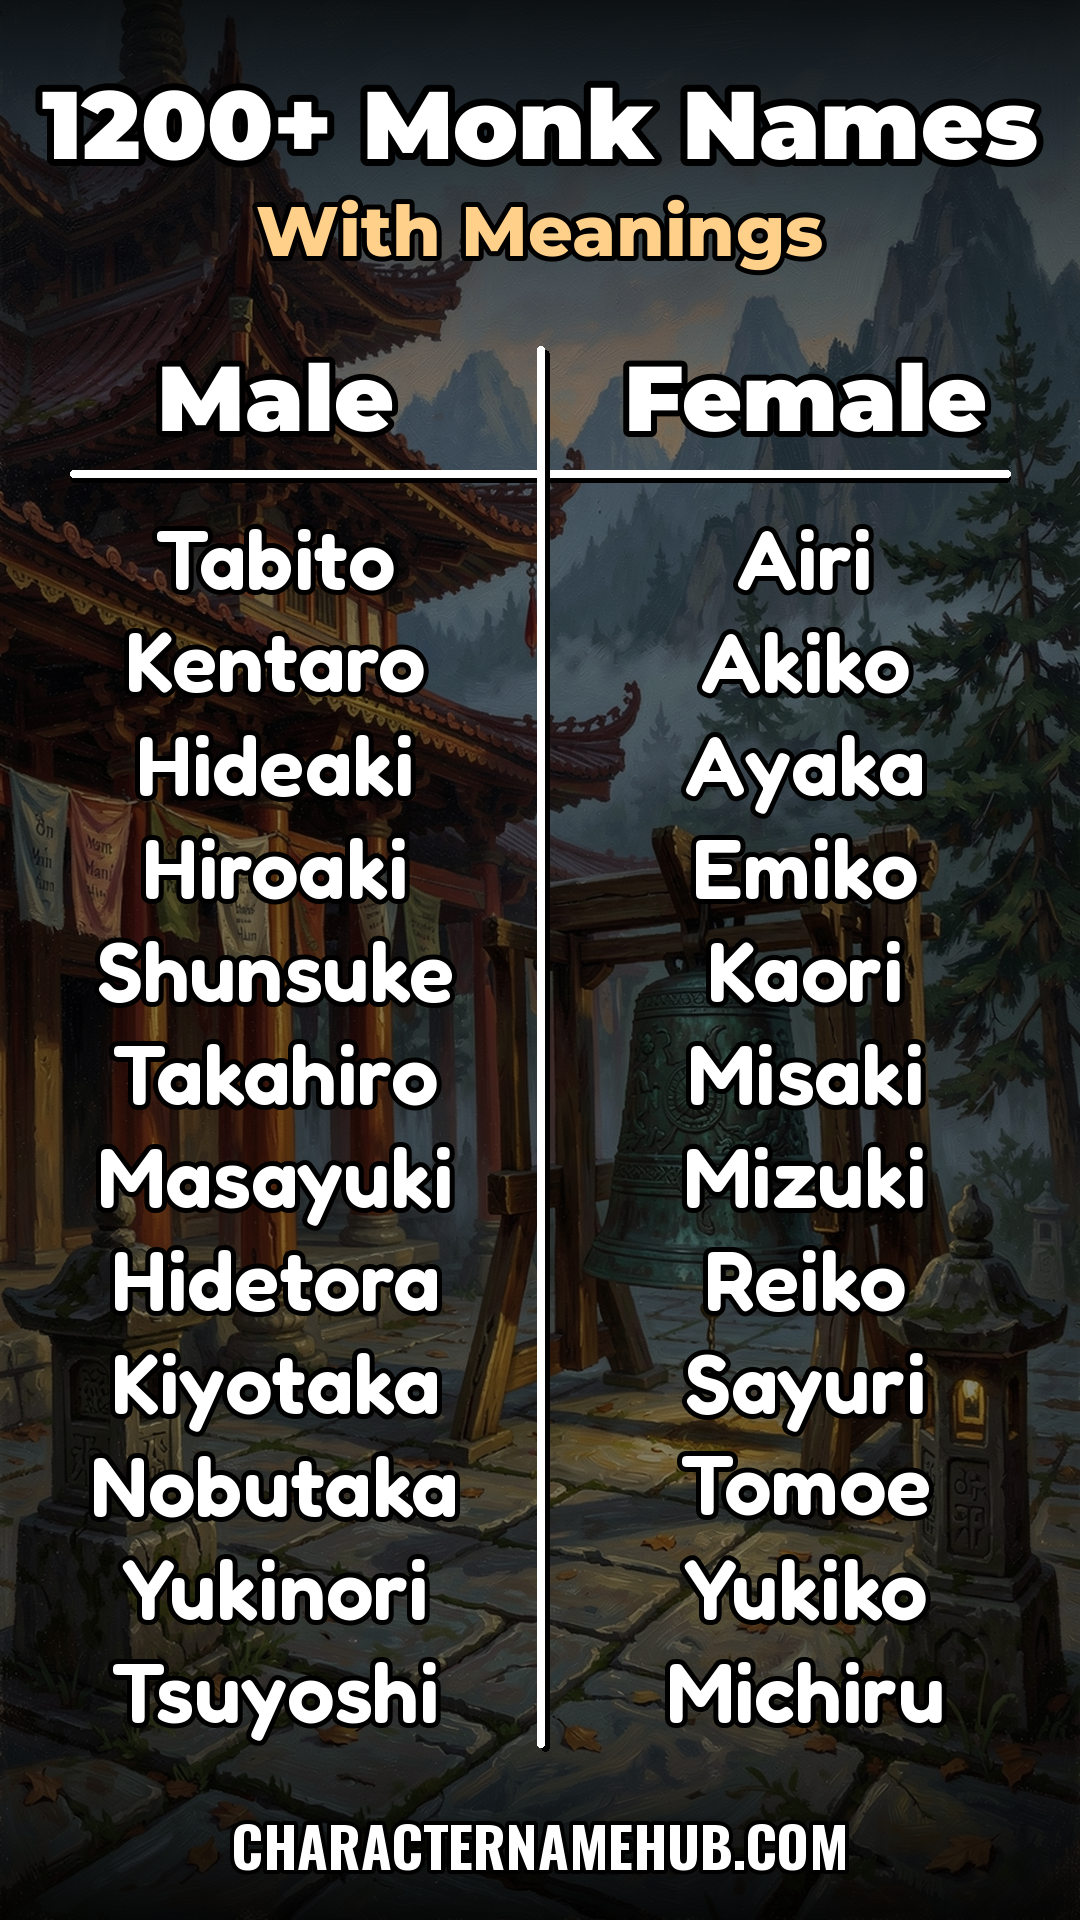 1200+ Monk Names
With Meanings
Male
Female
Tabito
Airi
Kentaro
Akiko
Hideaki
Ayaka
Hiroaki
Emiko
Shunsuke
Kaori
Takahiro
Misaki
Masayuki
Mizuki
Hidetora
Reiko
Kiyotaka
Sayuri
Nobutaka
Tomoe
Yukinori
Yukiko
Tsuyoshi
Michiru
CHARACTERNAMEHUB.COM